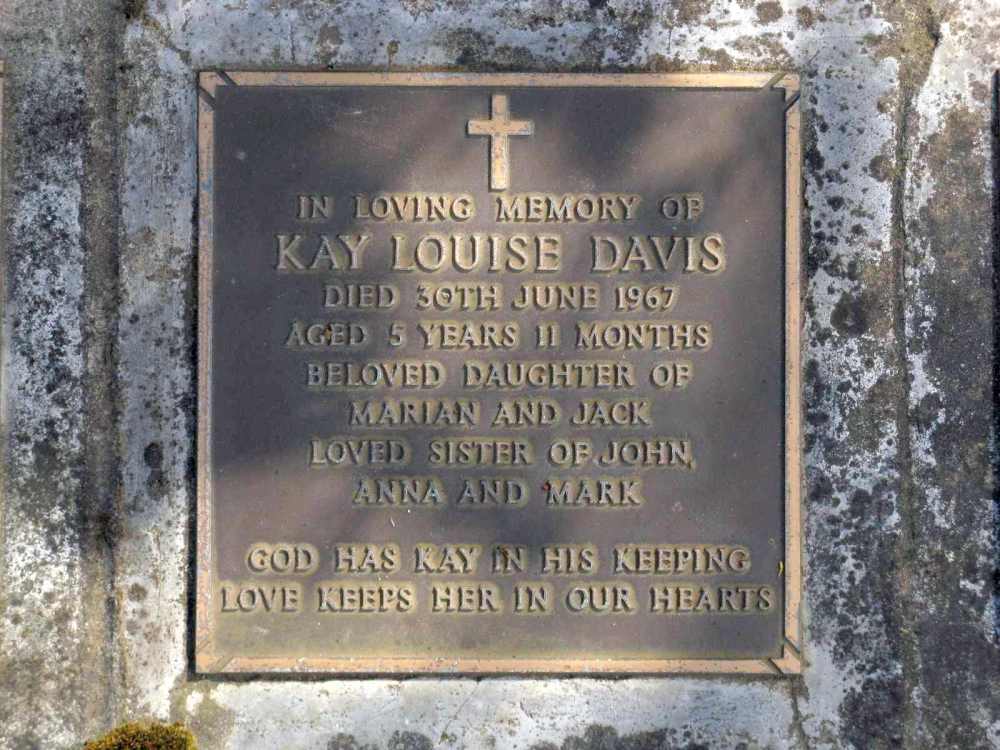 IN LOVING MEMORY OF
KAY LOUISE DAVIS
DIED 30TH JUNE 1967
AGED 5 YEARS 11 MONTHS
BELOVED DAUGHTER OF
MARIAN AND JACK
LOVED SISTER OF JOHN,
ANNA AND MARK
GOD HAS KAY IN HIS KEEPING
LOVE KEEPS HER IN OUR HEARTS